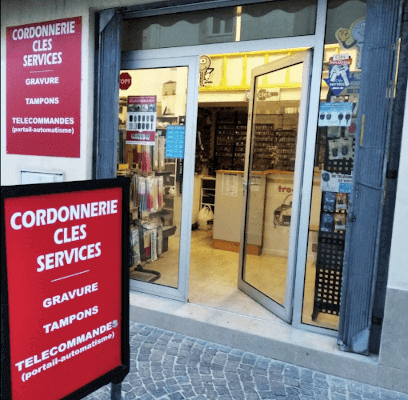 CORDONNERIE
CLES
SERVICES
GRAVURE
TAMPONS
TELECOMMANDES
(portail-automatisme)
CORDONNERIE
CLES
SERVICES
GRAVURE
TAMPONS
TELECOMMANDES
(portail-automatisme)